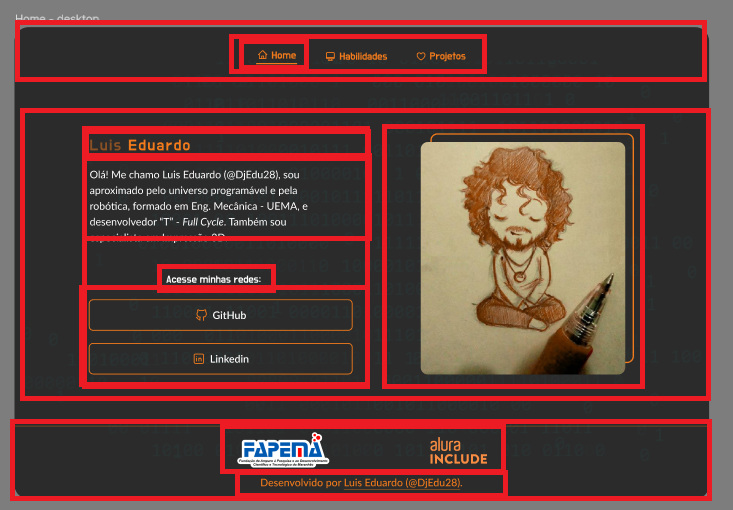 Home - desktop
Home Habilidades Projetos
Luis Eduardo
Olá! Me chamo Luis Eduardo (@DjEdu28), sou
aproximado pelo universo programável e pela
robótica, formado em Eng. Mecânica - UEMA, e
desenvolvedor “T” - Full Cycle. Também sou
Acesse minhas redes:
GitHub
Linkedin
FAPEMA
Fundação de Amparo à Pesquisa e ao Desenvolvimento
Científico e Tecnológico do Maranhão
alura
INCLUDE
Desenvolvido por Luis Eduardo (@DjEdu28).